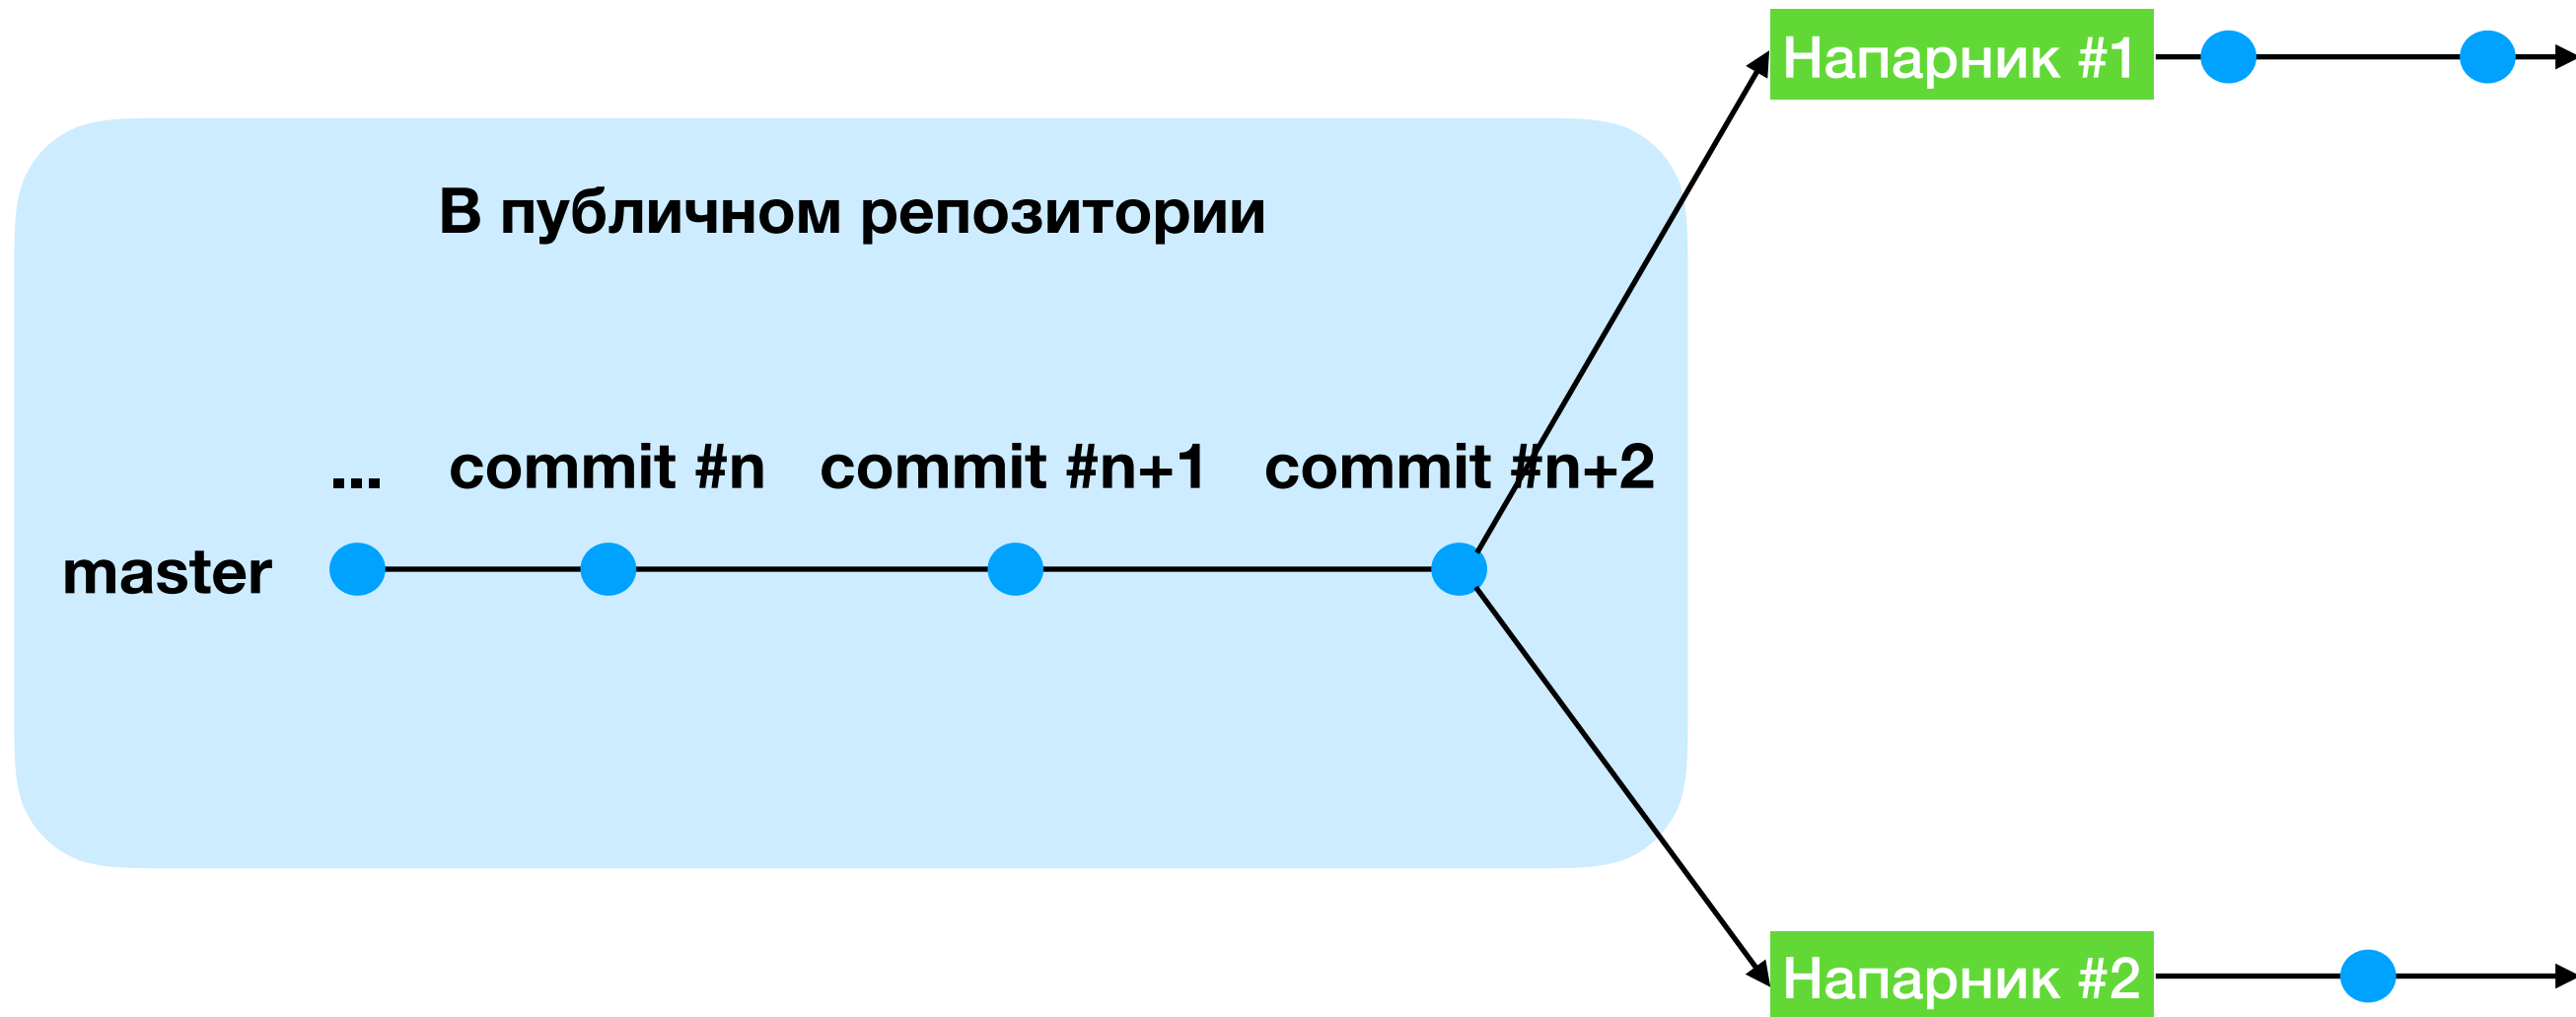 Напарник #1
В публичном репозитории
... commit #n commit #n+1 commit #n+2
master
Напарник #2